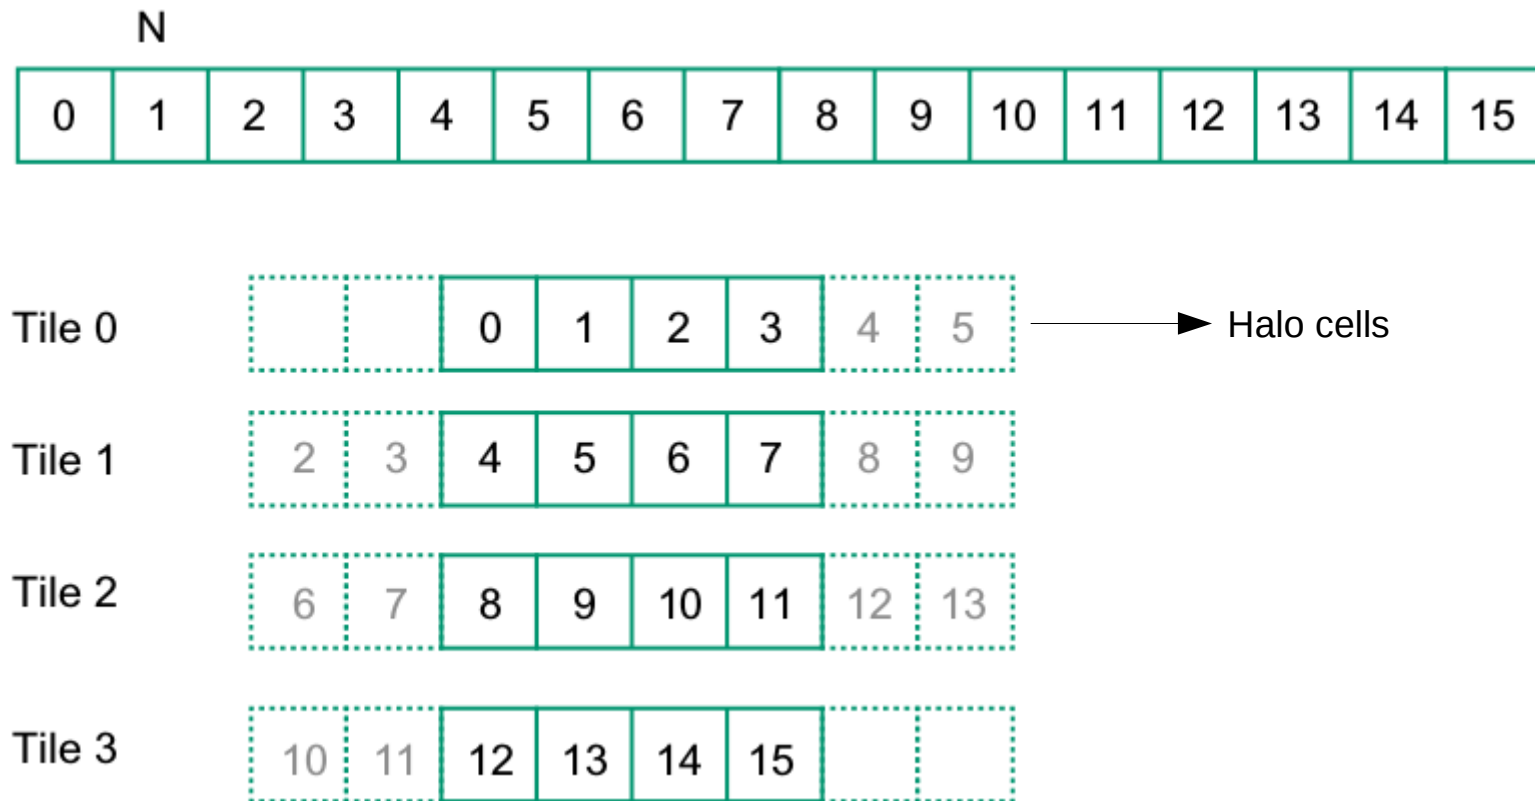 N
0 1 2 3 4 5 6 7 8 9 10 11 12 13 14 15
Tile 0 0 1 2 3 4 5 Halo cells
Tile 1 2 3 4 5 6 7 8 9
Tile 2 6 7 8 9 10 11 12 13
Tile 3 10 11 12 13 14 15